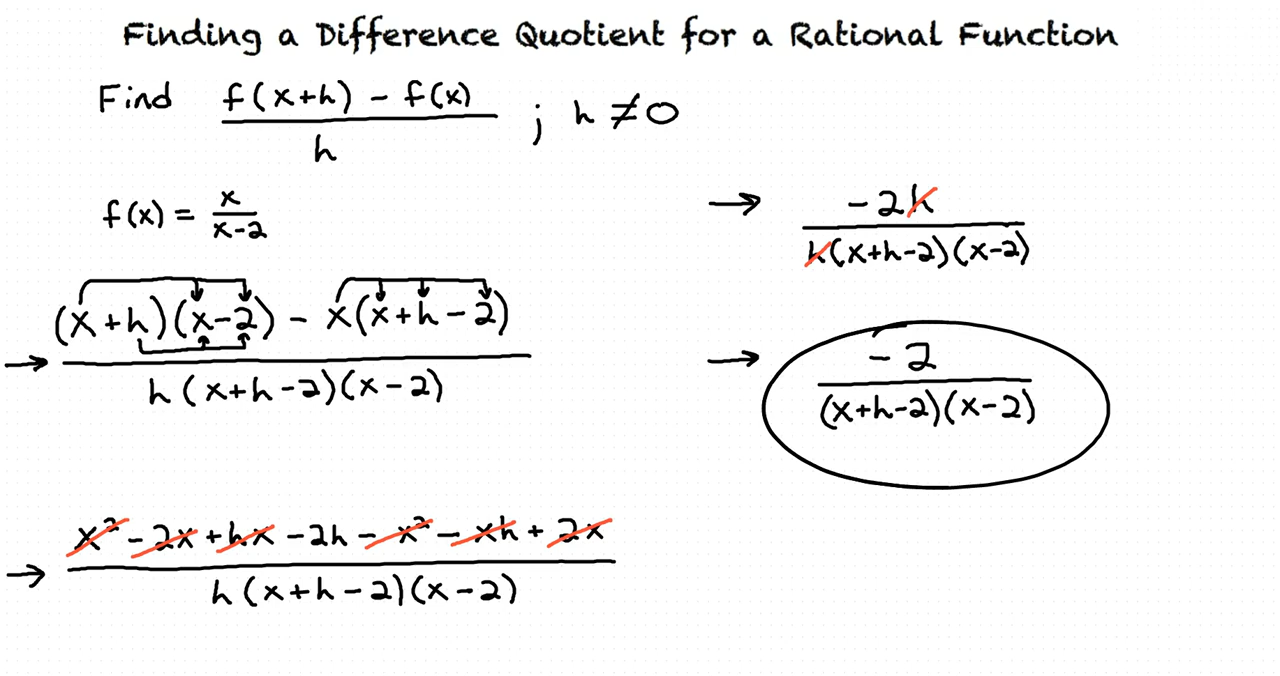 Finding a Difference Quotient for a Rational Function
Find (f(x+h) - f(x))/h ; h ≠ 0
f(x) = x/(x-2)
→ ((x+h)(x-2) - x(x+h-2))/(h(x+h-2)(x-2))
→ (x² - 2x + hx - 2h - x² - xh + 2x)/(h(x+h-2)(x-2))
→ (-2h)/(h(x+h-2)(x-2))
→ (-2)/((x+h-2)(x-2))